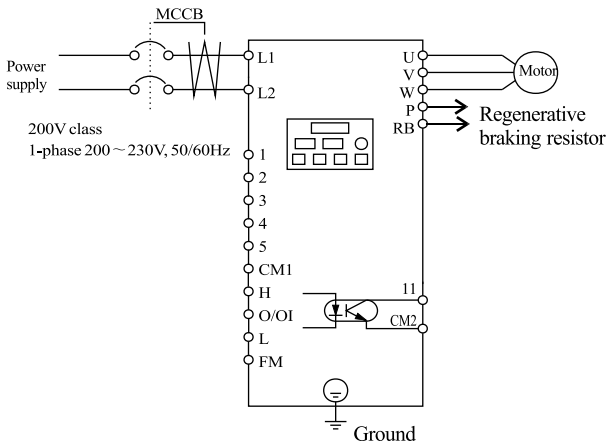 MCCB
Power
supply
200V class
1-phase 200～230V, 50/60Hz
L1
L2
1
2
3
4
5
CM1
H
O/OI
L
FM
U
V
W
P
RB
Motor
Regenerative
braking resistor
11
CM2
Ground